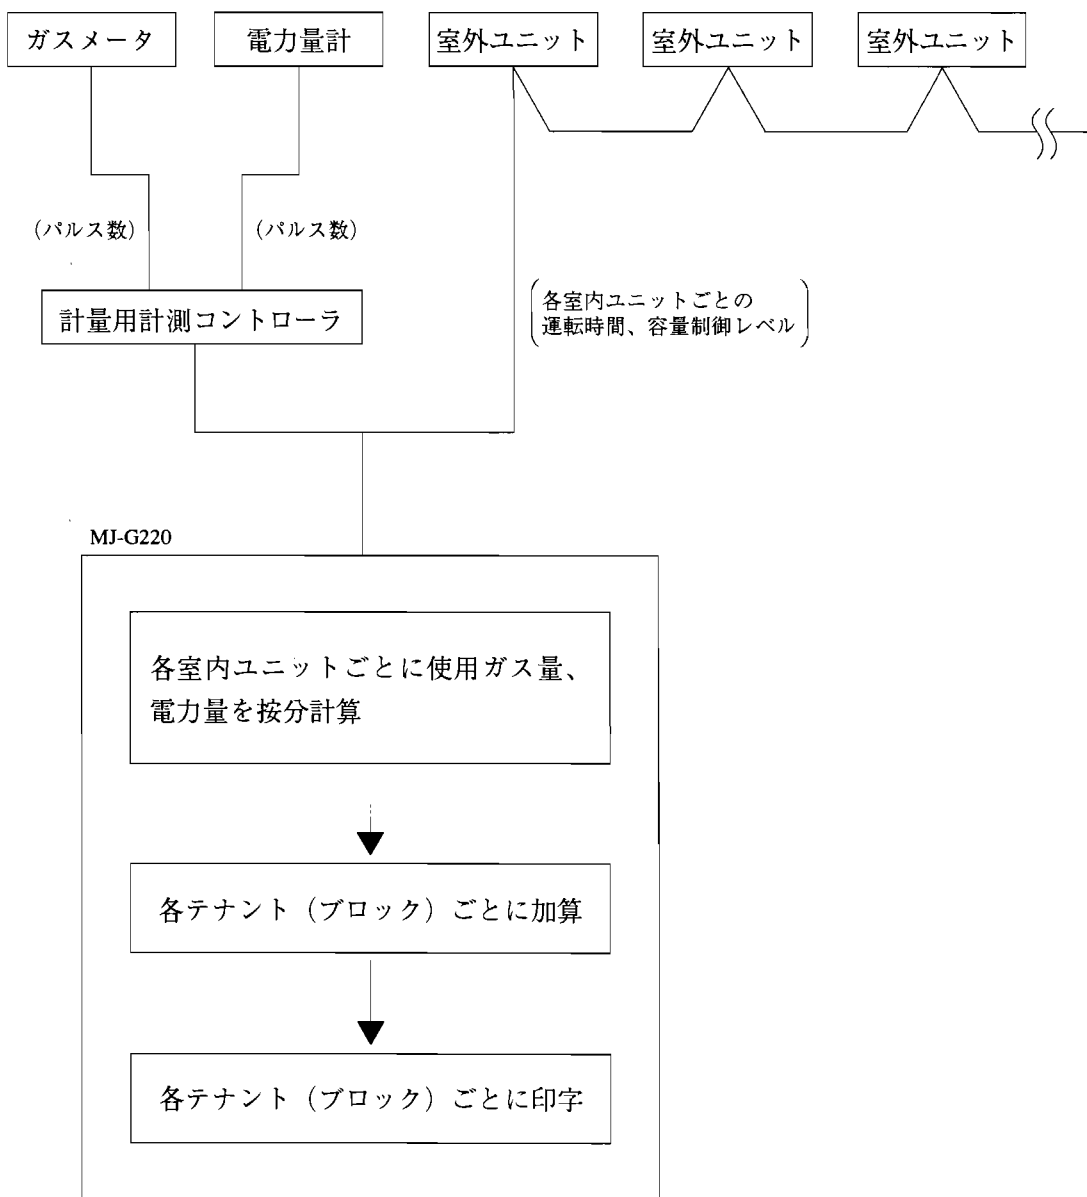 ガスメータ
電力量計
室外ユニット
室外ユニット
室外ユニット
(パルス数)
(パルス数)
計量用計測コントローラ
各室内ユニットごとの
運転時間、容量制御レベル
MJ-G220
各室内ユニットごとに使用ガス量、
電力量を按分計算
各テナント(ブロック)ごとに加算
各テナント(ブロック)ごとに印字